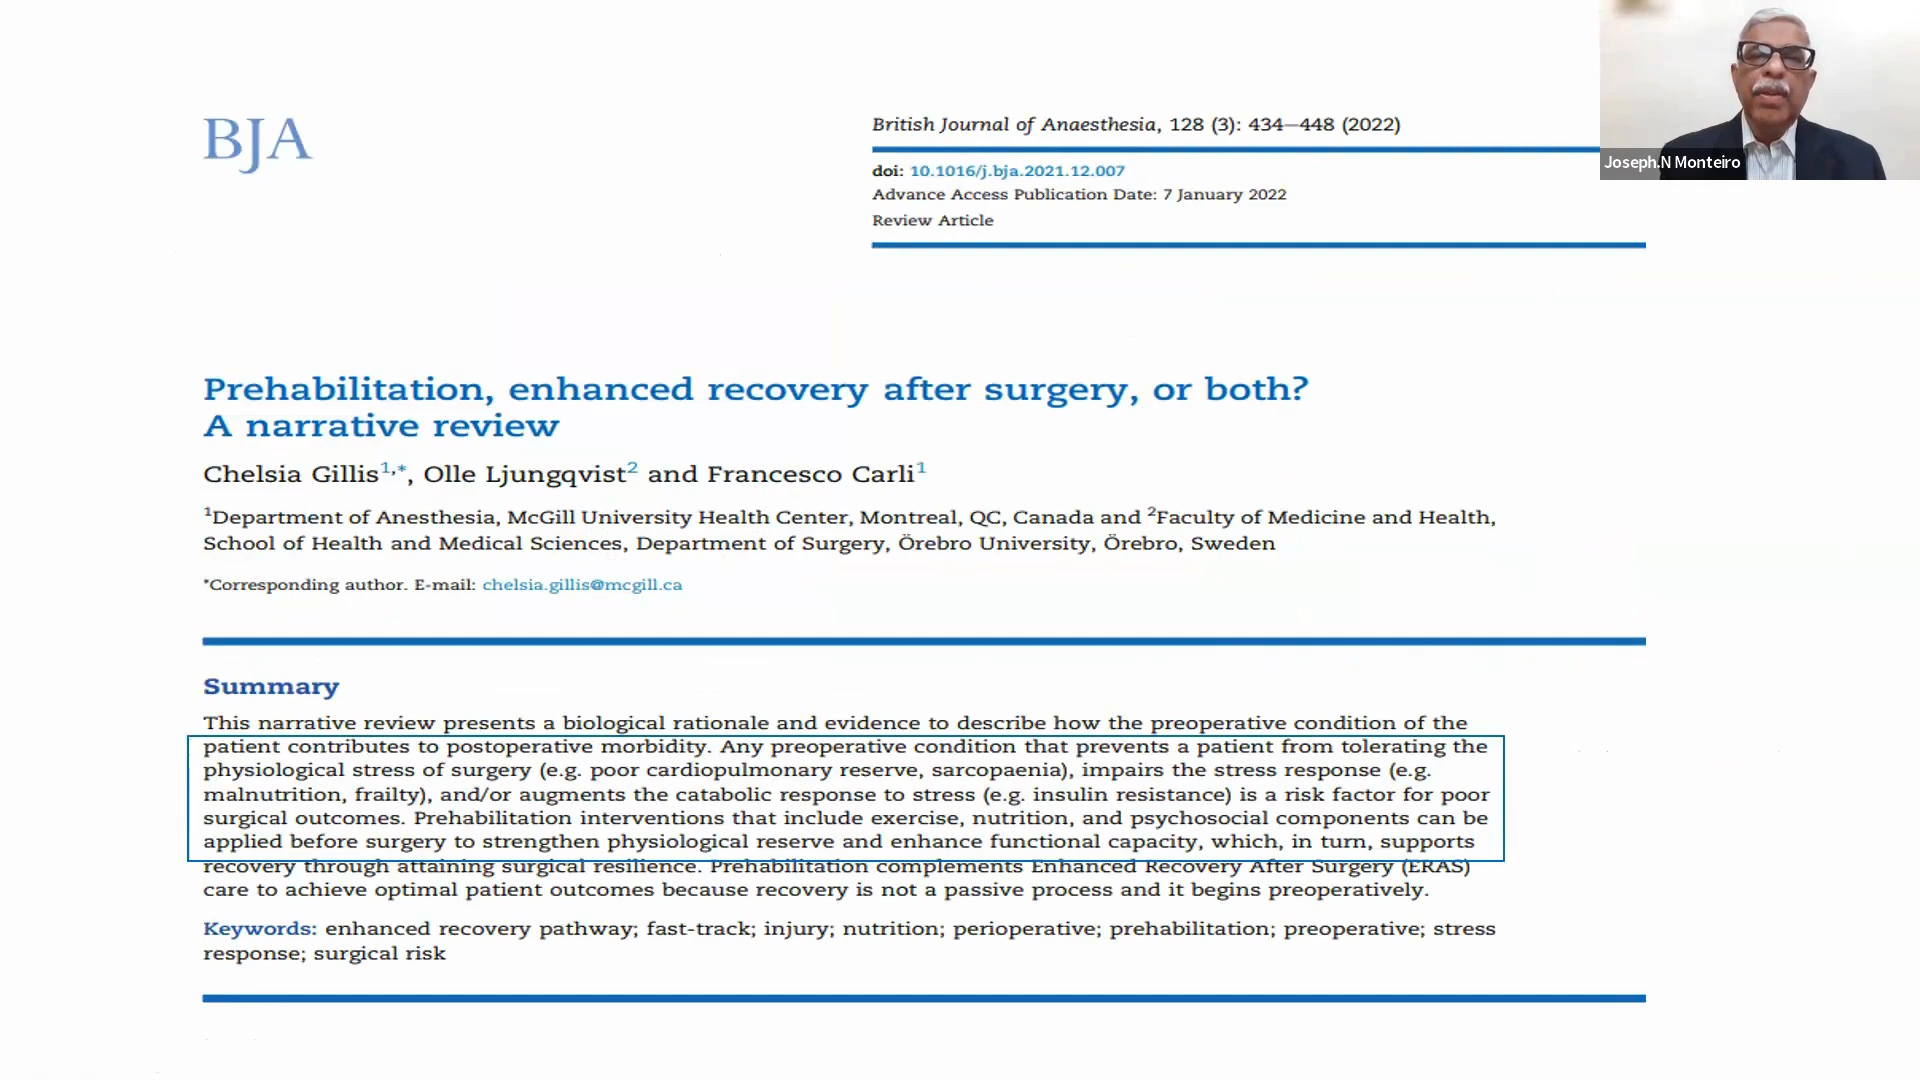 BJA
British Journal of Anaesthesia, 128 (3): 434–448 (2022)
doi: 10.1016/j.bja.2021.12.007
Advance Access Publication Date: 7 January 2022
Review Article
Joseph.N Monteiro
Prehabilitation, enhanced recovery after surgery, or both?
A narrative review
Chelsia Gillis1,*, Olle Ljungqvist2 and Francesco Carli1
1Department of Anesthesia, McGill University Health Center, Montreal, QC, Canada and 2Faculty of Medicine and Health,
School of Health and Medical Sciences, Department of Surgery, Örebro University, Örebro, Sweden
*Corresponding author. E-mail: chelsia.gillis@mcgill.ca
Summary
This narrative review presents a biological rationale and evidence to describe how the preoperative condition of the
patient contributes to postoperative morbidity. Any preoperative condition that prevents a patient from tolerating the
physiological stress of surgery (e.g. poor cardiopulmonary reserve, sarcopaenia), impairs the stress response (e.g.
malnutrition, frailty), and/or augments the catabolic response to stress (e.g. insulin resistance) is a risk factor for poor
surgical outcomes. Prehabilitation interventions that include exercise, nutrition, and psychosocial components can be
applied before surgery to strengthen physiological reserve and enhance functional capacity, which, in turn, supports
recovery through attaining surgical resilience. Prehabilitation complements Enhanced Recovery After Surgery (ERAS)
care to achieve optimal patient outcomes because recovery is not a passive process and it begins preoperatively.
Keywords: enhanced recovery pathway; fast-track; injury; nutrition; perioperative; prehabilitation; preoperative; stress
response; surgical risk